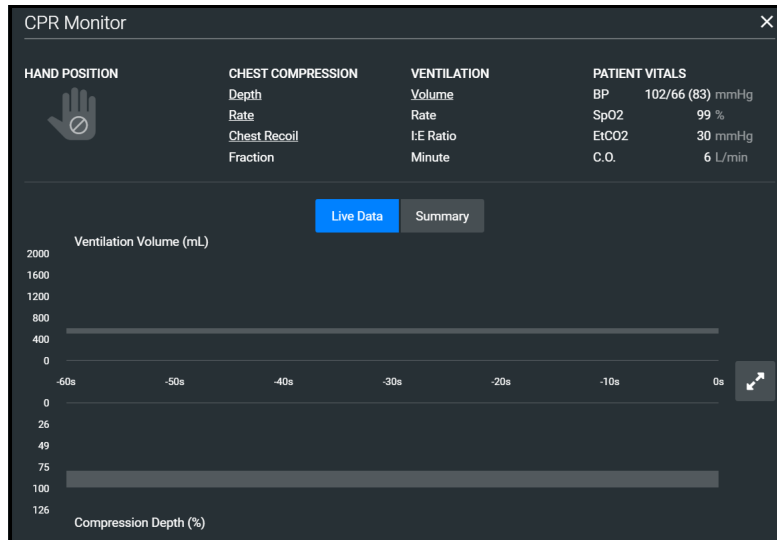 CPR Monitor
HAND POSITION
CHEST COMPRESSION
Depth
Rate
Chest Recoil
Fraction
VENTILATION
Volume
Rate
I:E Ratio
Minute
PATIENT VITALS
BP 102/66 (83) mmHg
SpO2 99 %
EtCO2 30 mmHg
C.O. 6 L/min
Live Data
Summary
Ventilation Volume (mL)
2000
1600
1200
800
400
0
-60s -50s -40s -30s -20s -10s 0s
0
26
49
75
100
126
Compression Depth (%)